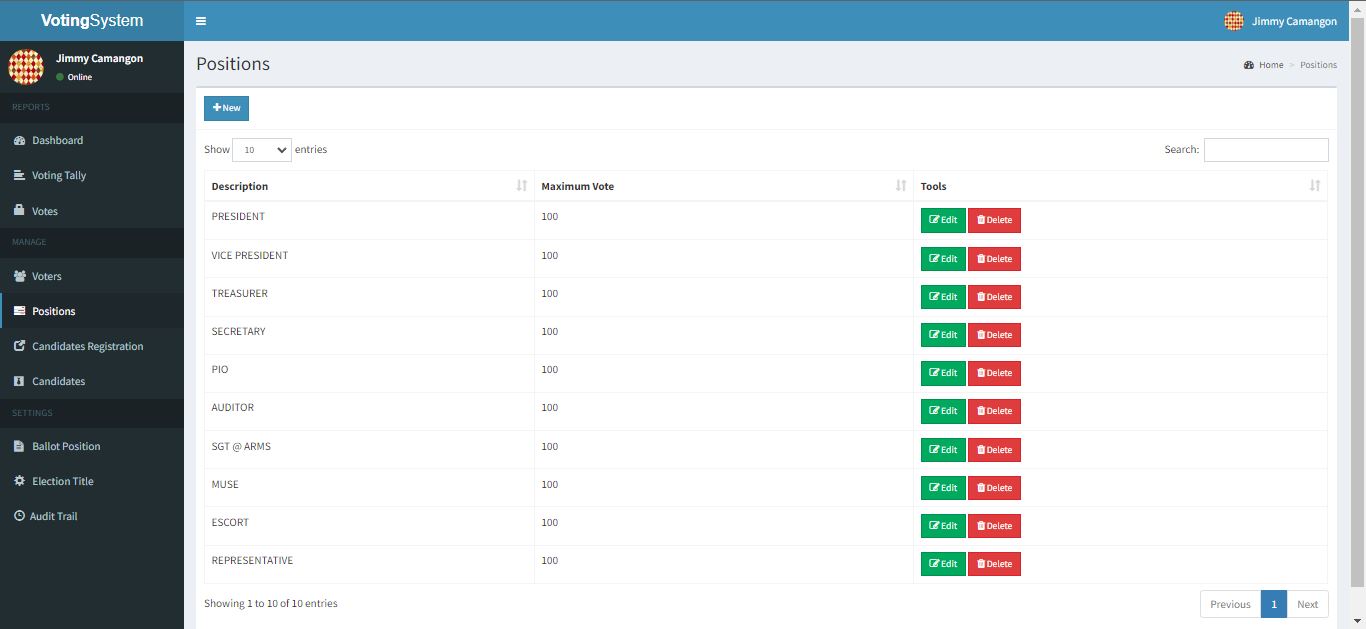 VotingSystem
Jimmy Camangon
Jimmy Camangon
Online
REPORTS
Dashboard
Voting Tally
Votes
MANAGE
Voters
Positions
Candidates Registration
Candidates
SETTINGS
Ballot Position
Election Title
Audit Trail
Positions
Home > Positions
New
Show 10 entries
Search:
Description Maximum Vote Tools
PRESIDENT 100 Edit Delete
VICE PRESIDENT 100 Edit Delete
TREASURER 100 Edit Delete
SECRETARY 100 Edit Delete
PIO 100 Edit Delete
AUDITOR 100 Edit Delete
SGT @ ARMS 100 Edit Delete
MUSE 100 Edit Delete
ESCORT 100 Edit Delete
REPRESENTATIVE 100 Edit Delete
Showing 1 to 10 of 10 entries
Previous 1 Next